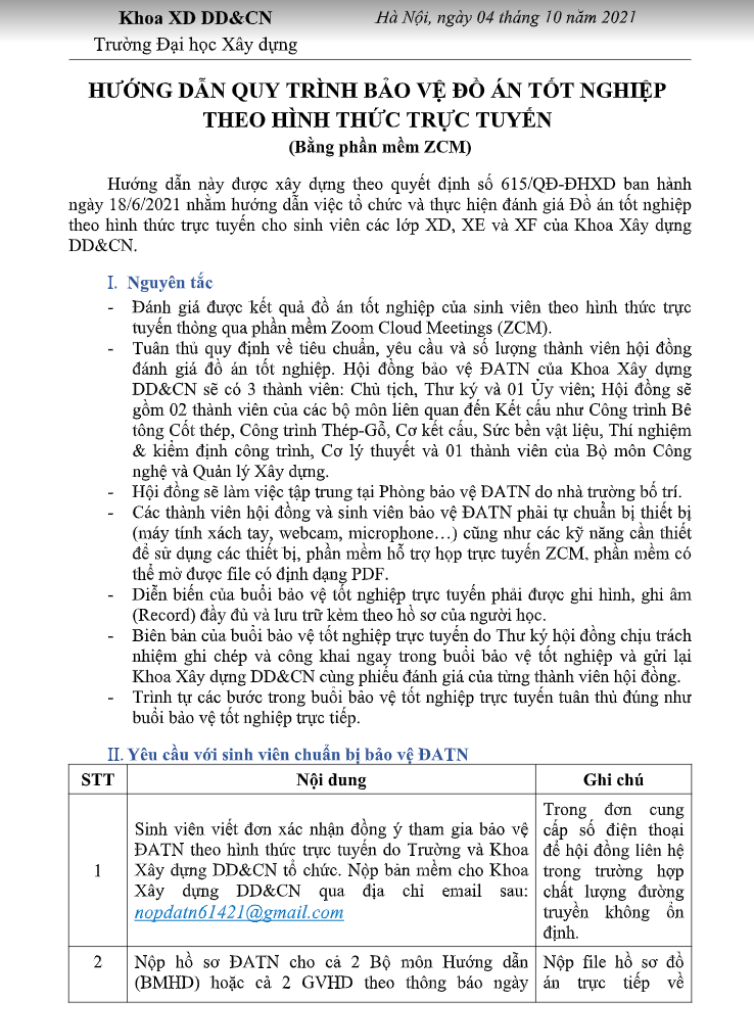 Khoa XD DD&CN Hà Nội, ngày 04 tháng 10 năm 2021
Trường Đại học Xây dựng
HƯỚNG DẪN QUY TRÌNH BẢO VỆ ĐỒ ÁN TỐT NGHIỆP
THEO HÌNH THỨC TRỰC TUYẾN
(Bằng phần mềm ZCM)
Hướng dẫn này được xây dựng theo quyết định số 615/QĐ-ĐHXD ban hành
ngày 18/6/2021 nhằm hướng dẫn việc tổ chức và thực hiện đánh giá Đồ án tốt nghiệp
theo hình thức trực tuyến cho sinh viên các lớp XD, XE và XF của Khoa Xây dựng
DD&CN.
I. Nguyên tắc
- Đánh giá được kết quả đồ án tốt nghiệp của sinh viên theo hình thức trực
tuyến thông qua phần mềm Zoom Cloud Meetings (ZCM).
- Tuân thủ quy định về tiêu chuẩn, yêu cầu và số lượng thành viên hội đồng
đánh giá đồ án tốt nghiệp. Hội đồng bảo vệ ĐATN của Khoa Xây dựng
DD&CN sẽ có 3 thành viên: Chủ tịch, Thư ký và 01 Ủy viên; Hội đồng sẽ
gồm 02 thành viên của các bộ môn liên quan đến Kết cấu như Công trình Bê
tông Cốt thép, Công trình Thép-Gỗ, Cơ kết cấu, Sức bền vật liệu, Thí nghiệm
& kiểm định công trình, Cơ lý thuyết và 01 thành viên của Bộ môn Công
nghệ và Quản lý Xây dựng.
- Hội đồng sẽ làm việc tập trung tại Phòng bảo vệ ĐATN do nhà trường bố trí.
- Các thành viên hội đồng và sinh viên bảo vệ ĐATN phải tự chuẩn bị thiết bị
(máy tính xách tay, webcam, microphone…) cũng như các kỹ năng cần thiết
để sử dụng các thiết bị, phần mềm hỗ trợ họp trực tuyến ZCM, phần mềm có
thể mở được file có định dạng PDF.
- Diễn biến của buổi bảo vệ tốt nghiệp trực tuyến phải được ghi hình, ghi âm
(Record) đầy đủ và lưu trữ kèm theo hồ sơ của người học.
- Biên bản của buổi bảo vệ tốt nghiệp trực tuyến do Thư ký hội đồng chịu trách
nhiệm ghi chép và công khai ngay trong buổi bảo vệ tốt nghiệp và gửi lại
Khoa Xây dựng DD&CN cùng phiếu đánh giá của từng thành viên hội đồng.
- Trình tự các bước trong buổi bảo vệ tốt nghiệp trực tuyến tuân thủ đúng như
buổi bảo vệ tốt nghiệp trực tiếp.
II. Yêu cầu với sinh viên chuẩn bị bảo vệ ĐATN
STT Nội dung Ghi chú
1
Sinh viên viết đơn xác nhận đồng ý tham gia bảo vệ
ĐATN theo hình thức trực tuyến do Trường và Khoa
Xây dựng DD&CN tổ chức. Nộp bản mềm cho Khoa
Xây dựng DD&CN qua địa chỉ email sau:
nopdatn61421@gmail.com
Trong đơn cung
cấp số điện thoại
để hội đồng liên hệ
trong trường hợp
chất lượng đường
truyền không ổn
định.
2
Nộp hồ sơ ĐATN cho cả 2 Bộ môn Hướng dẫn
(BMHD) hoặc cả 2 GVHD theo thông báo ngày
Nộp file hồ sơ đồ
án trực tiếp về